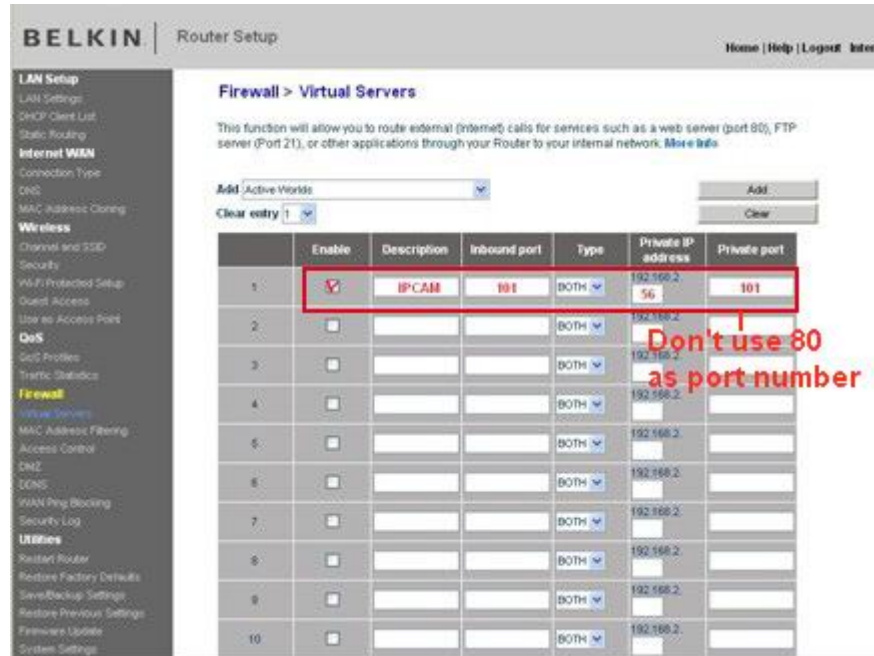 BELKIN
Router Setup
Home | Help | Logout Inter
LAN Setup
LAN Settings
DHCP Client List
Static Routing
Internet WAN
Connection Type
DNS
MAC Address Cloning
Wireless
Channel and SSID
Security
Wi-Fi Protected Setup
Guest Access
Use as Access Point
QoS
QoS Profiles
Traffic Statistics
Firewall
Virtual Servers
MAC Address Filtering
Access Control
DMZ
DDNS
WAN Ping Blocking
Security Log
Utilities
Restart Router
Restore Factory Defaults
Save/Backup Settings
Restore Previous Settings
Firmware Update
System Settings
Firewall > Virtual Servers
This function will allow you to route external (Internet) calls for services such as a web server (port 80), FTP
server (Port 21), or other applications through your Router to your internal network. More Info
Add Active Worlds Add
Clear entry 1 Clear
Enable Description Inbound port Type Private IP address Private port
1 IPCAM 101 BOTH 192.168.2. 56 101
2 BOTH 192.168.2.
3 BOTH 192.168.2.
4 BOTH 192.168.2.
5 BOTH 192.168.2.
6 BOTH 192.168.2.
7 BOTH 192.168.2.
8 BOTH 192.168.2.
9 BOTH 192.168.2.
10 BOTH 192.168.2.
Don't use 80
as port number